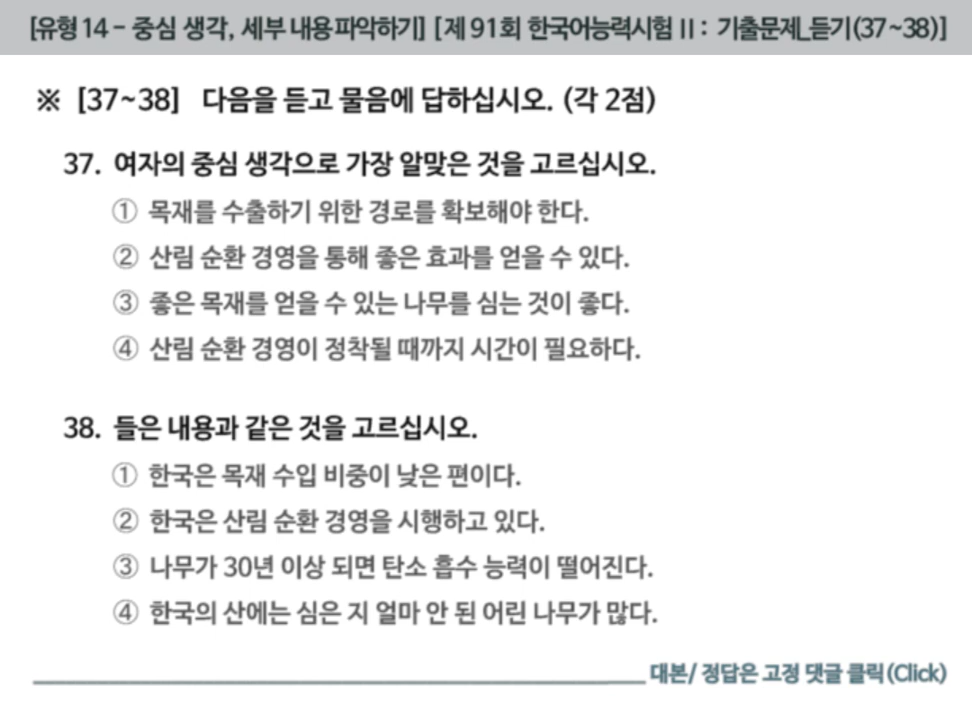 [유형 14 - 중심 생각, 세부 내용 파악하기] [제 91회 한국어능력시험 II : 기출문제_듣기(37~38)]
※ [37~38] 다음을 듣고 물음에 답하십시오. (각 2점)
37. 여자의 중심 생각으로 가장 알맞은 것을 고르십시오.
① 목재를 수출하기 위한 경로를 확보해야 한다.
② 산림 순환 경영을 통해 좋은 효과를 얻을 수 있다.
③ 좋은 목재를 얻을 수 있는 나무를 심는 것이 좋다.
④ 산림 순환 경영이 정착될 때까지 시간이 필요하다.
38. 들은 내용과 같은 것을 고르십시오.
① 한국은 목재 수입 비중이 낮은 편이다.
② 한국은 산림 순환 경영을 시행하고 있다.
③ 나무가 30년 이상 되면 탄소 흡수 능력이 떨어진다.
④ 한국의 산에는 심은 지 얼마 안 된 어린 나무가 많다.
대본/ 정답은 고정 댓글 클릭(Click)